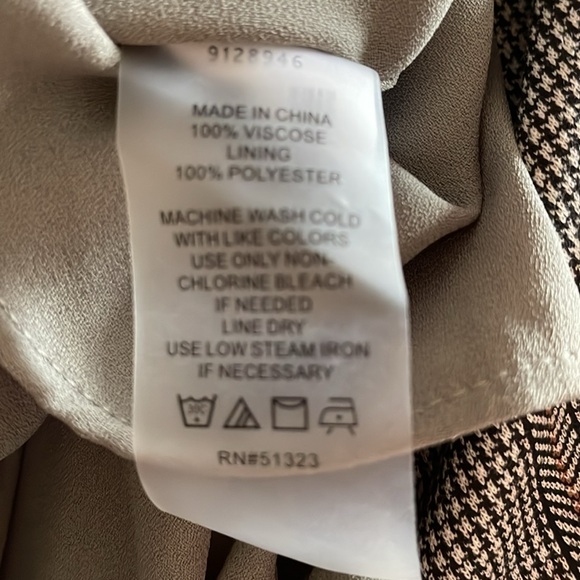 9128946
MADE IN CHINA
100% VISCOSE
LINING
100% POLYESTER
MACHINE WASH COLD
WITH LIKE COLORS
USE ONLY NON-
CHLORINE BLEACH
IF NEEDED
LINE DRY
USE LOW STEAM IRON
IF NECESSARY
30C
RN#51323